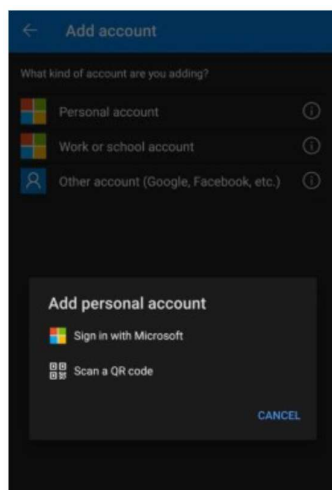 Add account
What kind of account are you adding?
Personal account
Work or school account
Other account (Google, Facebook, etc.)
Add personal account
Sign in with Microsoft
Scan a QR code
CANCEL